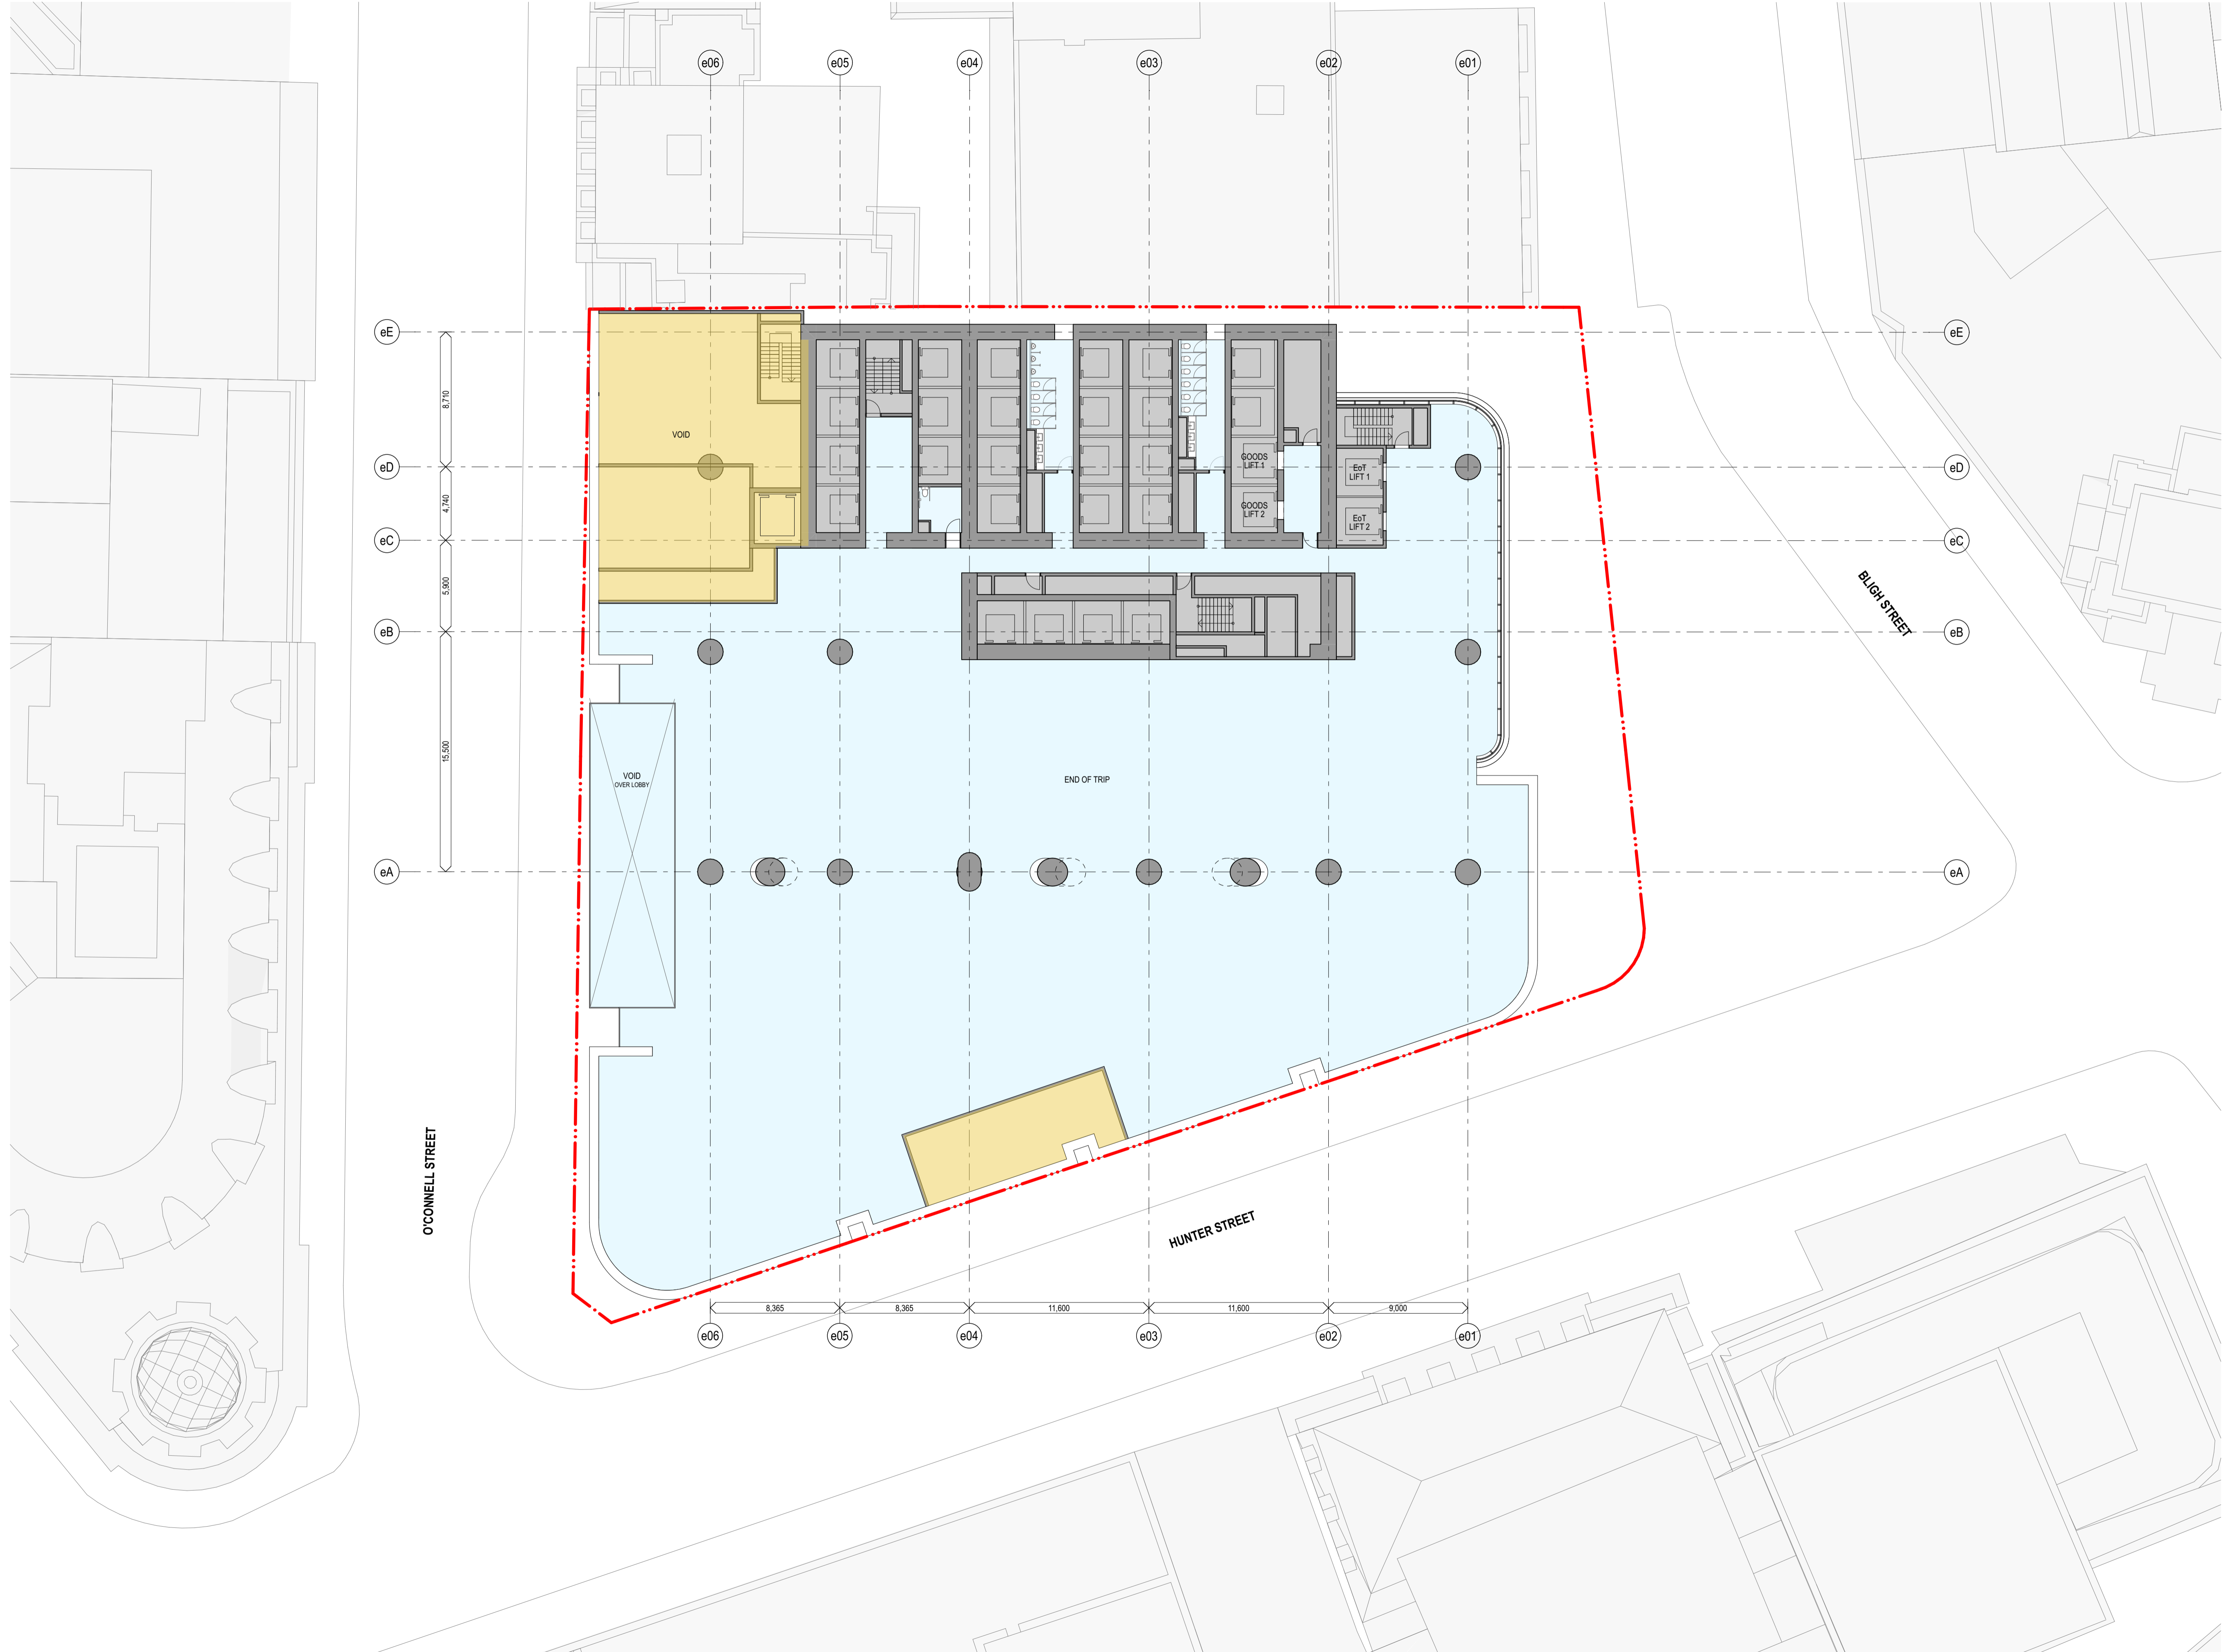 e06
e05
e04
e03
e02
e01
eE
eE
8,710
VOID
eD
GOODS
LIFT 1
EoT
LIFT 1
eD
4,740
GOODS
LIFT 2
EoT
LIFT 2
eC
eC
5,900
BLIGH STREET
eB
eB
15,500
VOID
OVER LOBBY
END OF TRIP
eA
eA
O'CONNELL STREET
HUNTER STREET
8,365
8,365
11,600
11,600
9,000
e06
e05
e04
e03
e02
e01